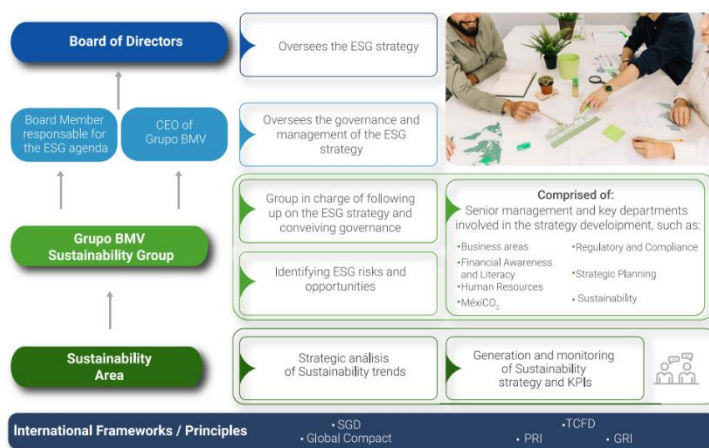 Board of Directors
Oversees the ESG strategy
Board Member
responsable for
the ESG agenda
CEO of
Grupo BMV
Oversees the governance and
management of the ESG
strategy
Grupo BMV
Sustainability Group
Group in charge of following
up on the ESG strategy and
conveiving governance
Identifying ESG risks and
opportunities
Comprised of:
Senior management and key departments
involved in the strategy develoipment, such as:
•Business areas
•Financial Awareness
and Literacy
•Human Resources
•MéxiCO₂
•Regulatory and Compliance
•Strategic Planning
•Sustainability
Sustainability
Area
Strategic análisis
of Sustainability trends
Generation and monitoring
of Sustainability
strategy and KPIs
International Frameworks / Principles
•SGD
• Global Compact
•TCFD
• PRI
• GRI